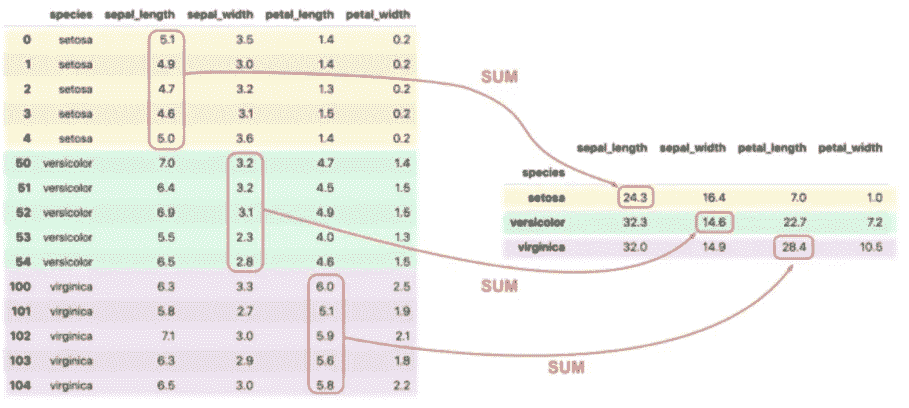 species sepal_length sepal_width petal_length petal_width
0 setosa 5.1 3.5 1.4 0.2
1 setosa 4.9 3.0 1.4 0.2
2 setosa 4.7 3.2 1.3 0.2
3 setosa 4.6 3.1 1.5 0.2
4 setosa 5.0 3.6 1.4 0.2
50 versicolor 7.0 3.2 4.7 1.4
51 versicolor 6.4 3.2 4.5 1.5
52 versicolor 6.9 3.1 4.9 1.5
53 versicolor 5.5 2.3 4.0 1.3
54 versicolor 6.5 2.8 4.6 1.5
100 virginica 6.3 3.3 6.0 2.5
101 virginica 5.8 2.7 5.1 1.9
102 virginica 7.1 3.0 5.9 2.1
103 virginica 6.3 2.9 5.6 1.8
104 virginica 6.5 3.0 5.8 2.2
SUM
SUM
SUM
sepal_length sepal_width petal_length petal_width
species
setosa 24.3 16.4 7.0 1.0
versicolor 32.3 14.6 22.7 7.2
virginica 32.0 14.9 28.4 10.5